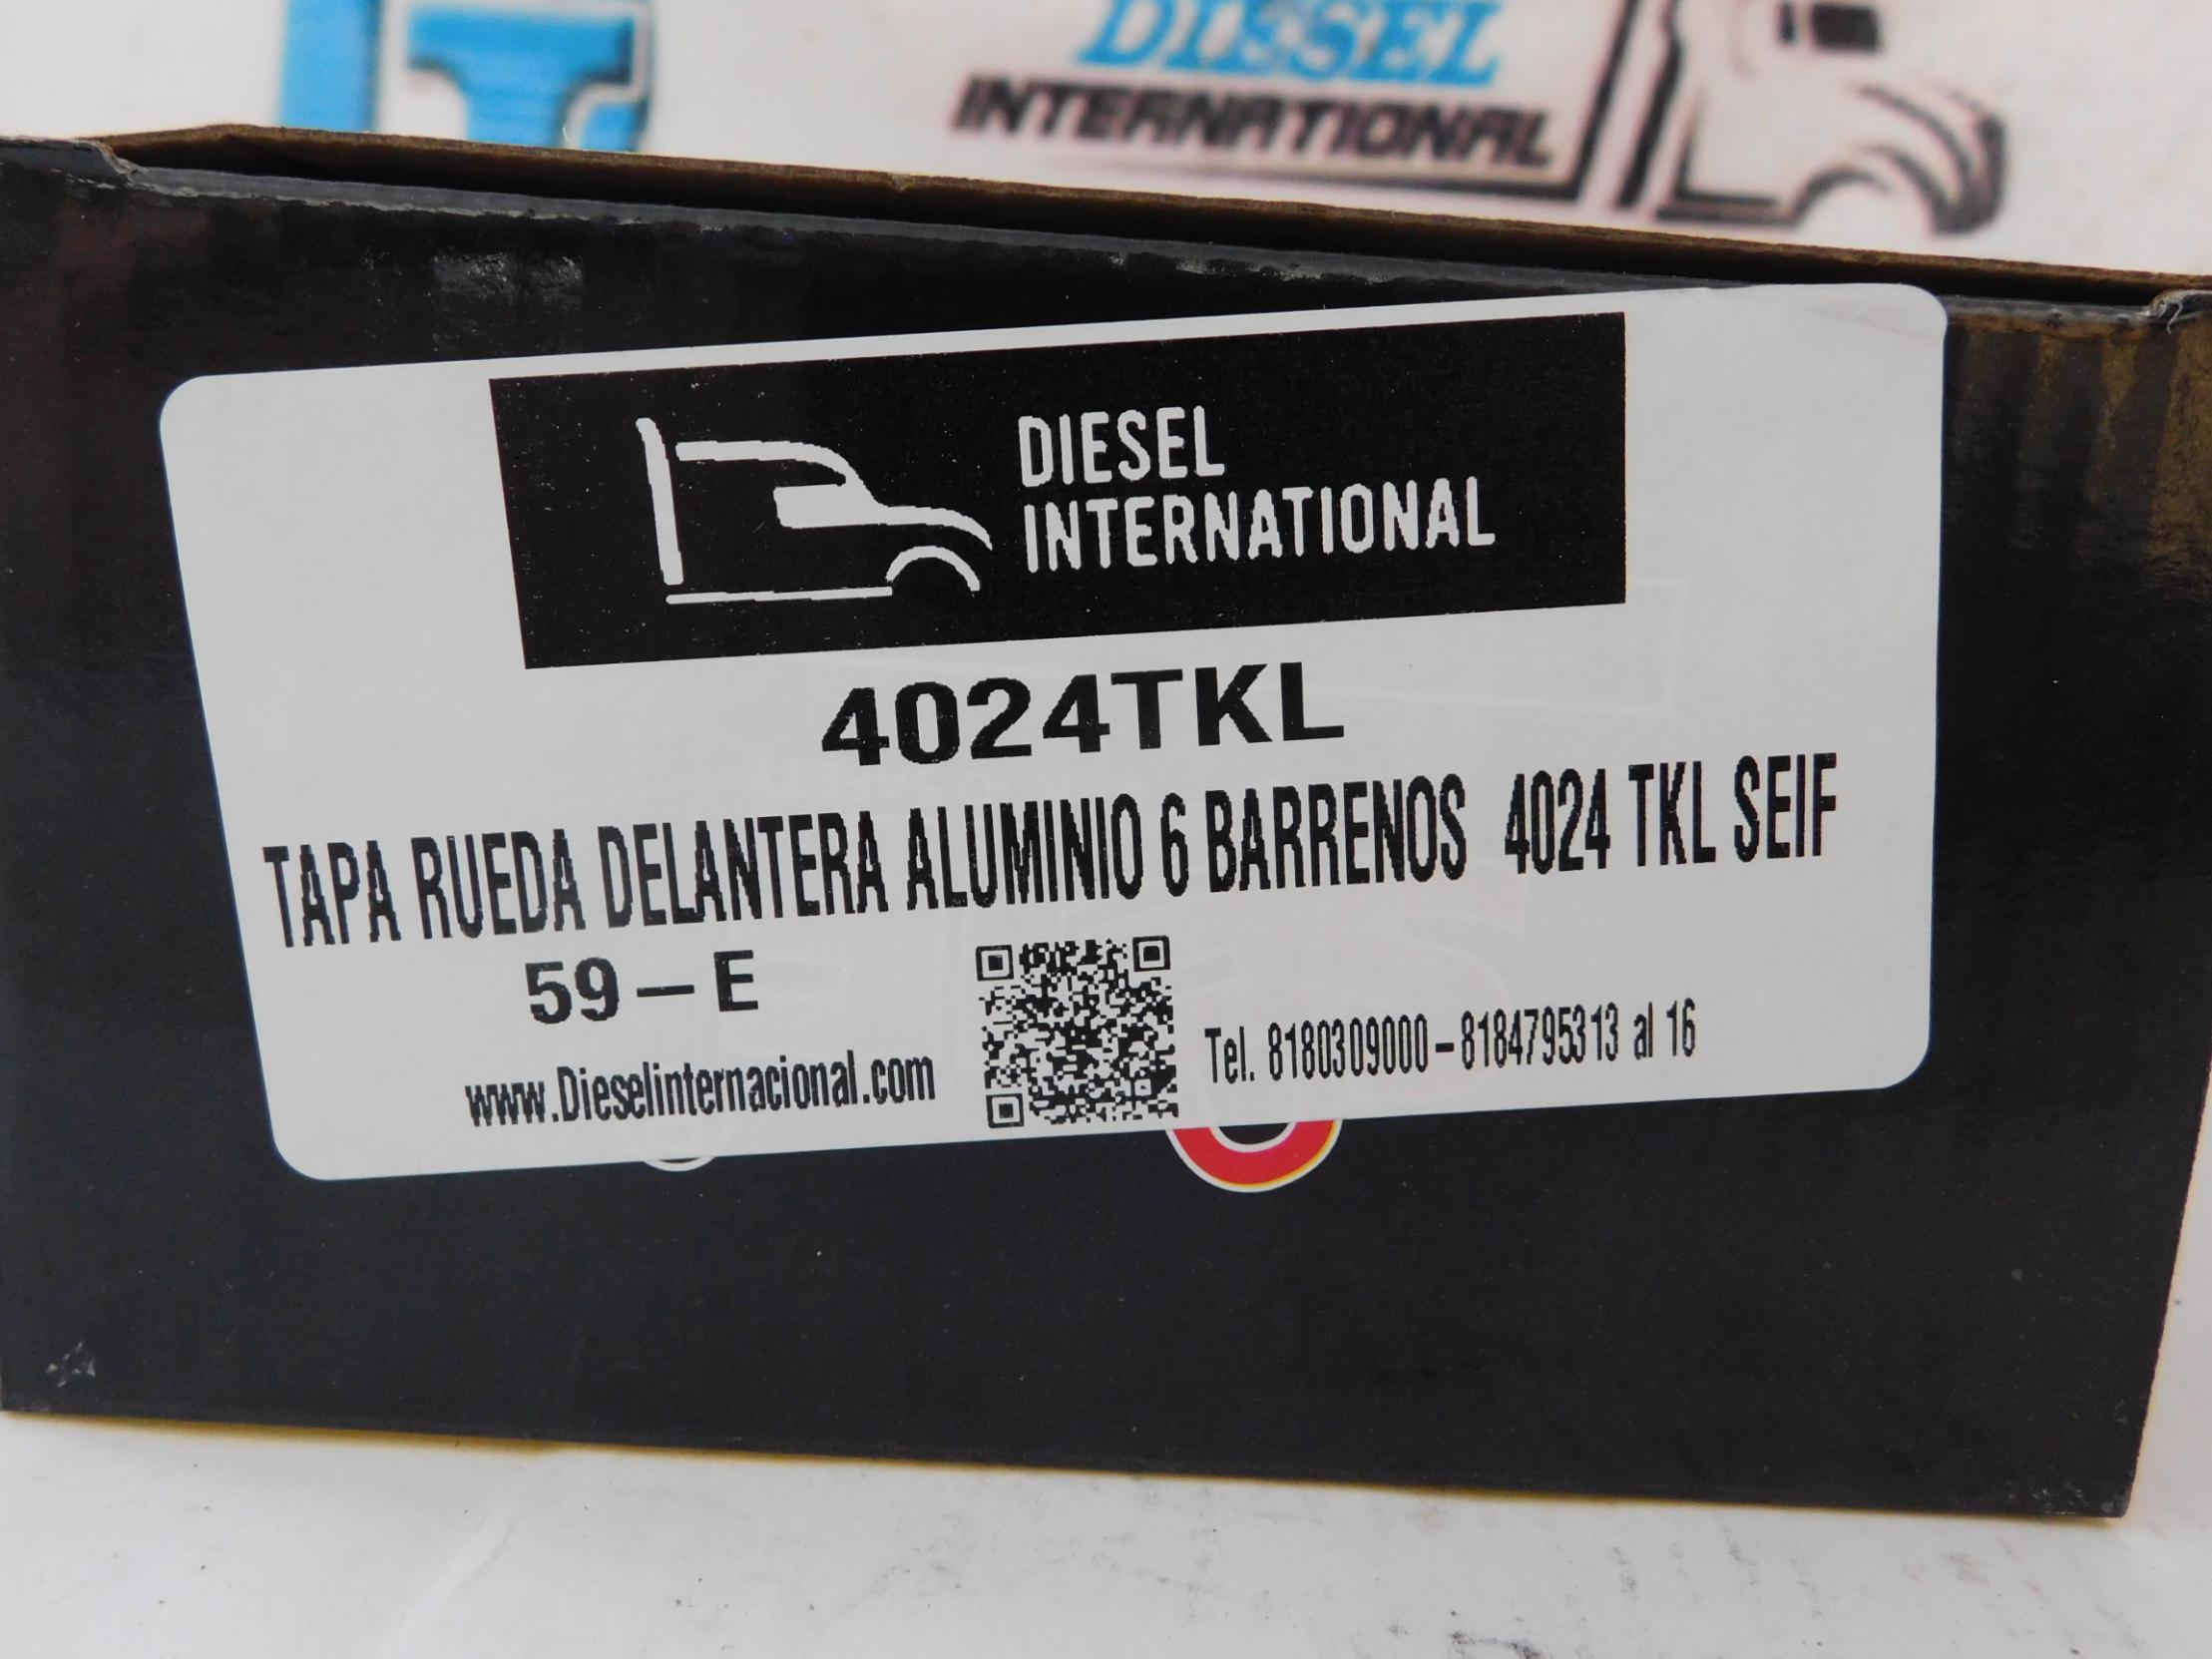 DIESEL
INTERNATIONAL
DIESEL
INTERNATIONAL
4024TKL
TAPA RUEDA DELANTERA ALUMINIO 6 BARRENOS 4024 TKL SEIF
59-E
www.Dieselinternacional.com
Tel. 8180309000-8184795313 al 16